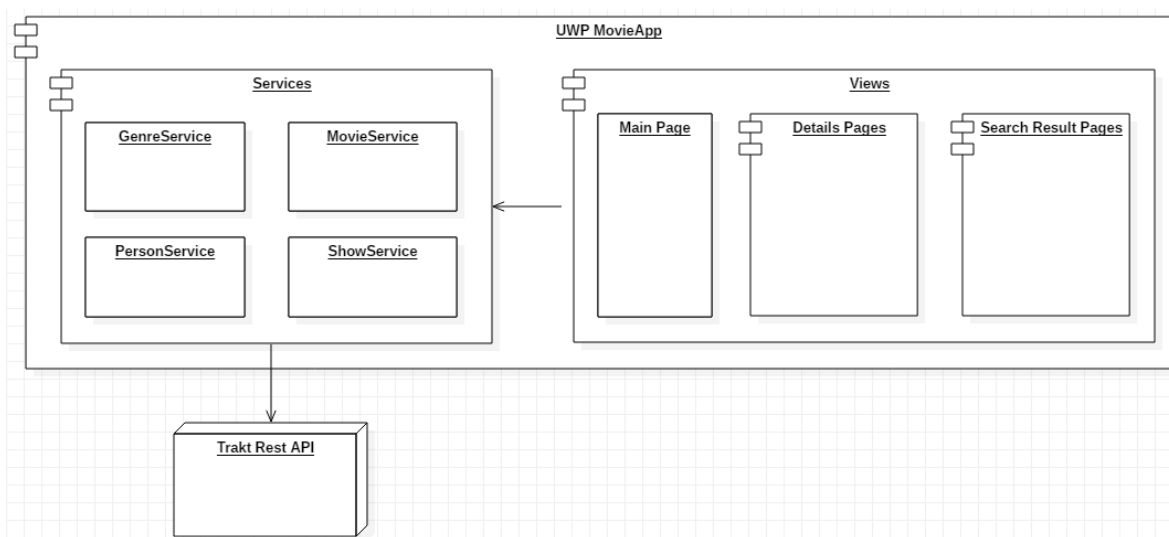 UWP MovieApp
Services
GenreService
MovieService
PersonService
ShowService
Views
Main Page
Details Pages
Search Result Pages
Trakt Rest API